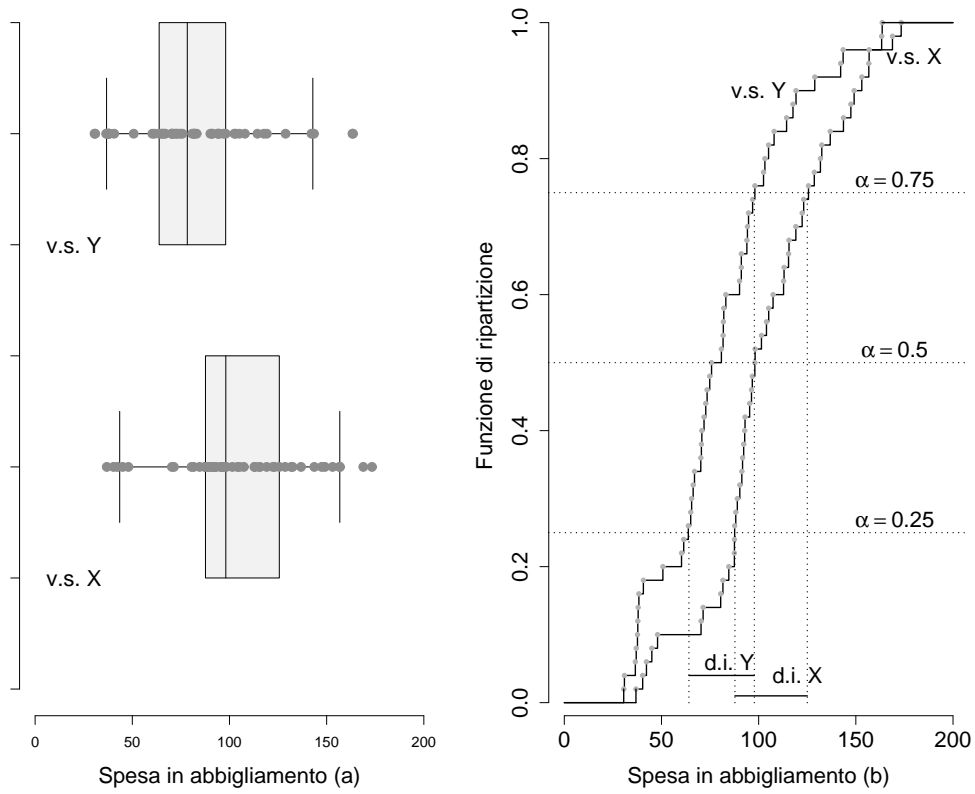 v.s. Y
v.s. X
0
50
100
150
200
Spesa in abbigliamento (a)
Funzione di ripartizione
1.0
0.8
0.6
0.4
0.2
0.0
v.s. Y
v.s. X
α = 0.75
α = 0.5
α = 0.25
d.i. Y
d.i. X
0
50
100
150
200
Spesa in abbigliamento (b)